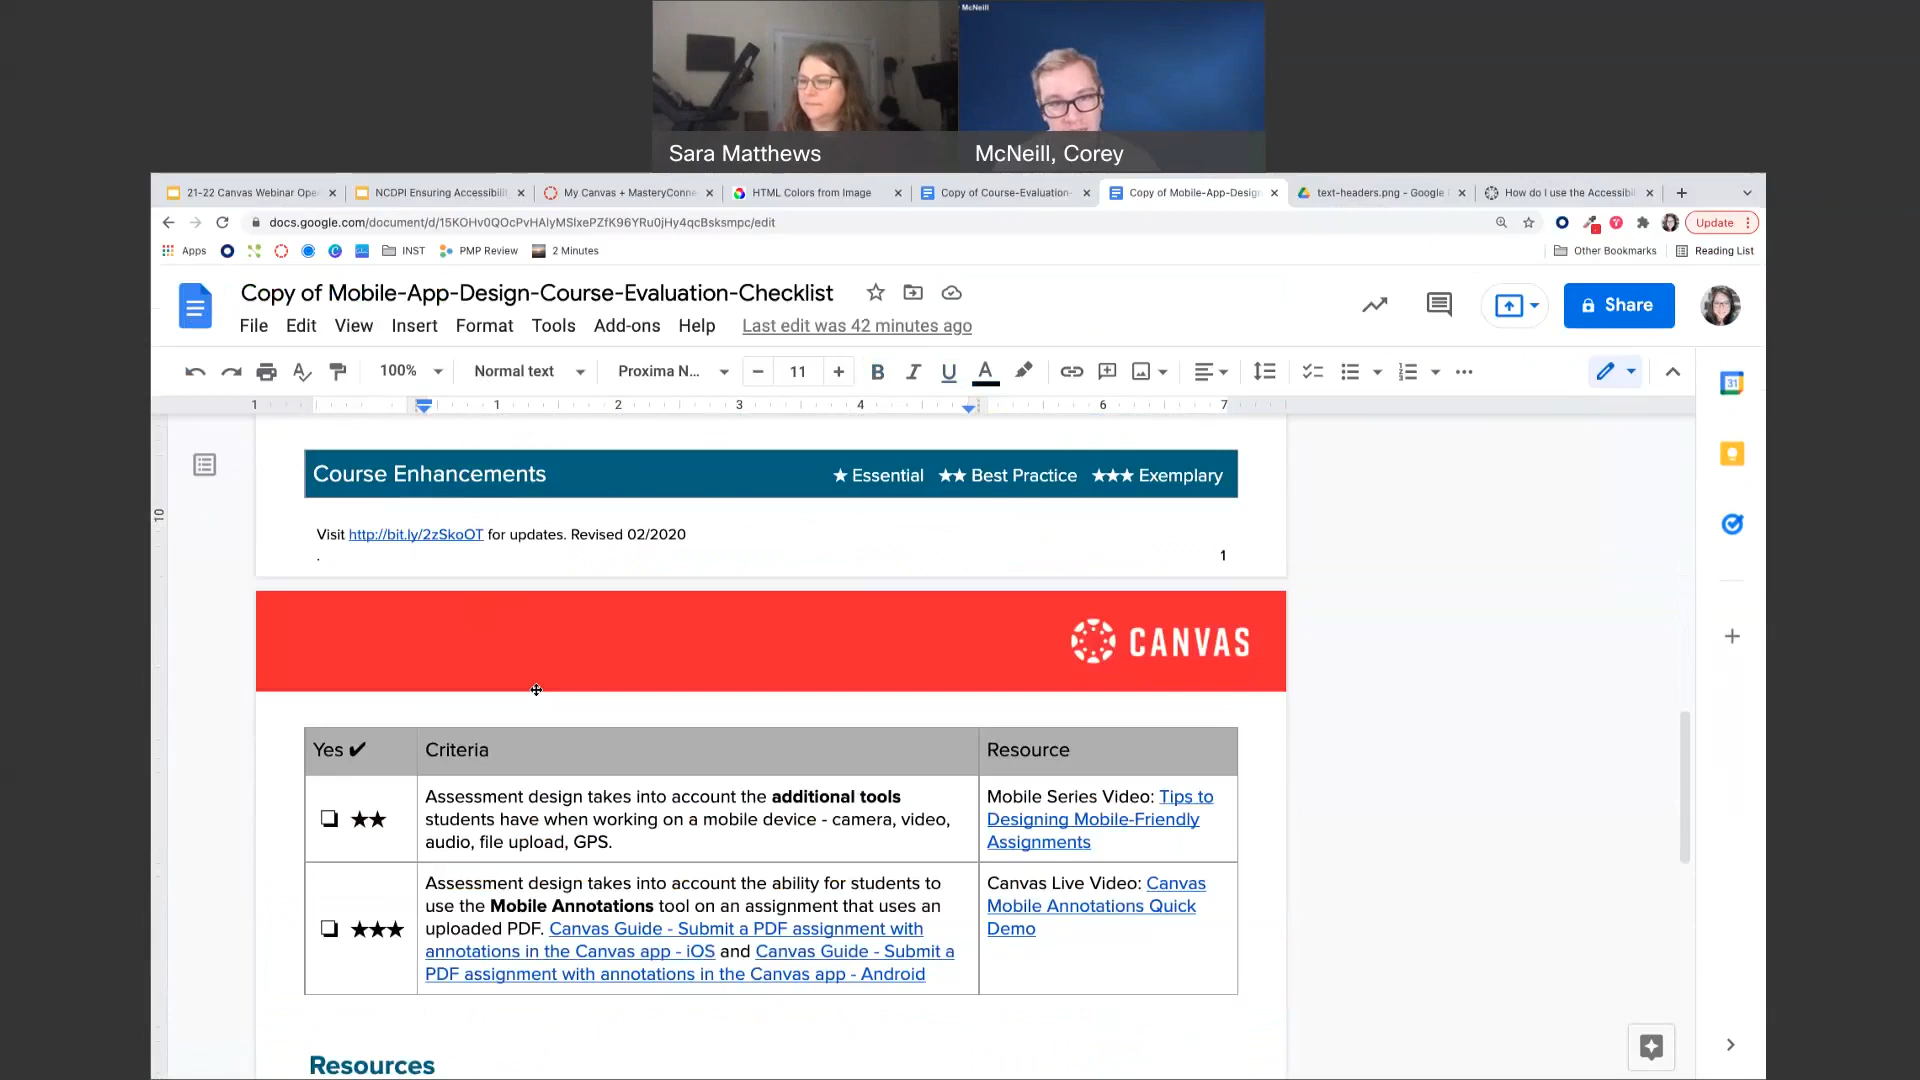 McNeill
Sara Matthews
McNeill, Corey
21-22 Canvas Webinar Ope
NCDPI Ensuring Accessibilit
My Canvas + MasteryConne
HTML Colors from Image
Copy of Course-Evaluation-
Copy of Mobile-App-Design
text-headers.png - Google
How do I use the Accessibi
docs.google.com/document/d/15KOHv0QOcPvHAlyMSlxePZfK96YRu0jHy4qcBsksmpc/edit
Update
Apps
INST
PMP Review
2 Minutes
Other Bookmarks
Reading List
Copy of Mobile-App-Design-Course-Evaluation-Checklist
Share
File Edit View Insert Format Tools Add-ons Help Last edit was 42 minutes ago
100% Normal text Proxima N... 11
1 1 2 3 4 6 7
10
Course Enhancements ★ Essential ★★ Best Practice ★★★ Exemplary
Visit http://bit.ly/2zSkoOT for updates. Revised 02/2020
.
1
CANVAS
Yes ✔ Criteria Resource
❏ ★★
Assessment design takes into account the additional tools
students have when working on a mobile device - camera, video,
audio, file upload, GPS.
Mobile Series Video: Tips to
Designing Mobile-Friendly
Assignments
❏ ★★★
Assessment design takes into account the ability for students to
use the Mobile Annotations tool on an assignment that uses an
uploaded PDF. Canvas Guide - Submit a PDF assignment with
annotations in the Canvas app - iOS and Canvas Guide - Submit a
PDF assignment with annotations in the Canvas app - Android
Canvas Live Video: Canvas
Mobile Annotations Quick
Demo
Resources